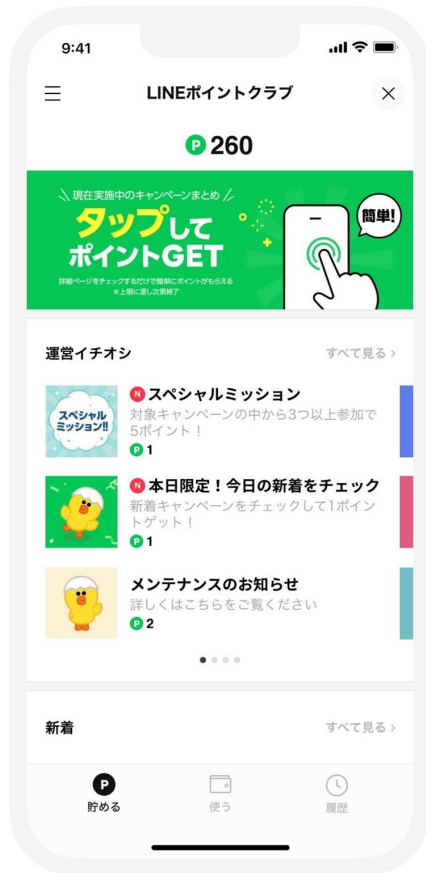 9:41
LINEポイントクラブ
P 260
\ 現在実施中のキャンペーンまとめ /
タップして
ポイントGET
詳細ページをチェックするだけで簡単にポイントがもらえる
※上限に達し次第終了
簡単!
運営イチオシ
すべて見る >
スペシャル
ミッション!!
N スペシャルミッション
対象キャンペーンの中から3つ以上参加で
5ポイント！
P 1
N 本日限定！今日の新着をチェック
新着キャンペーンをチェックして1ポイン
トゲット！
P 1
メンテナンスのお知らせ
詳しくはこちらをご覧ください
P 2
新着
すべて見る >
P
貯める
使う
履歴